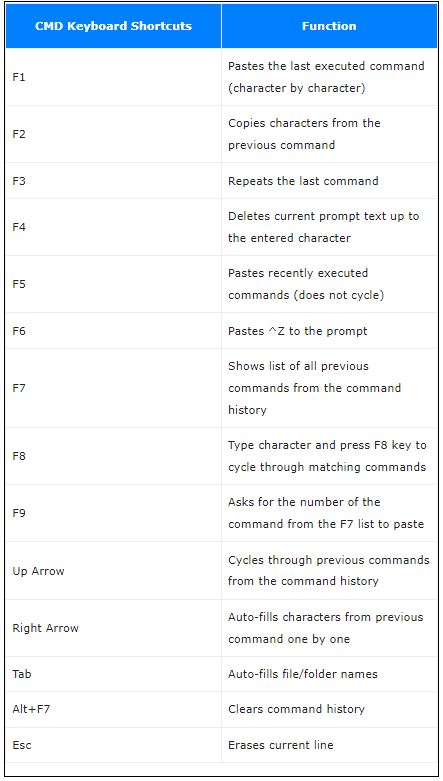 CMD Keyboard Shortcuts Function
F1 Pastes the last executed command
(character by character)
F2 Copies characters from the
previous command
F3 Repeats the last command
F4 Deletes current prompt text up to
the entered character
F5 Pastes recently executed
commands (does not cycle)
F6 Pastes ^Z to the prompt
F7 Shows list of all previous
commands from the command
history
F8 Type character and press F8 key to
cycle through matching commands
F9 Asks for the number of the
command from the F7 list to paste
Up Arrow Cycles through previous commands
from the command history
Right Arrow Auto-fills characters from previous
command one by one
Tab Auto-fills file/folder names
Alt+F7 Clears command history
Esc Erases current line